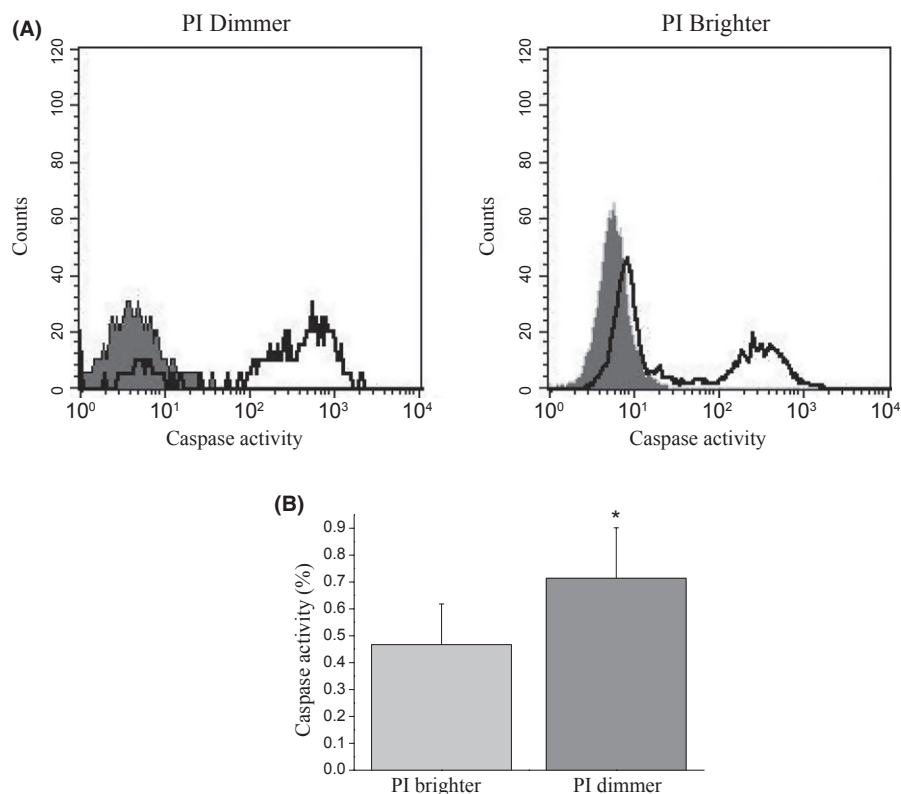 (A)
PI Dimmer
PI Brighter
120
100
80
60
40
20
0
Counts
10⁰ 10¹ 10² 10³ 10⁴
Caspase activity
120
100
80
60
40
20
0
Counts
10⁰ 10¹ 10² 10³ 10⁴
Caspase activity
(B)
*
0.9
0.8
0.7
0.6
0.5
0.4
0.3
0.2
0.1
0.0
Caspase activity (%)
PI brighter PI dimmer